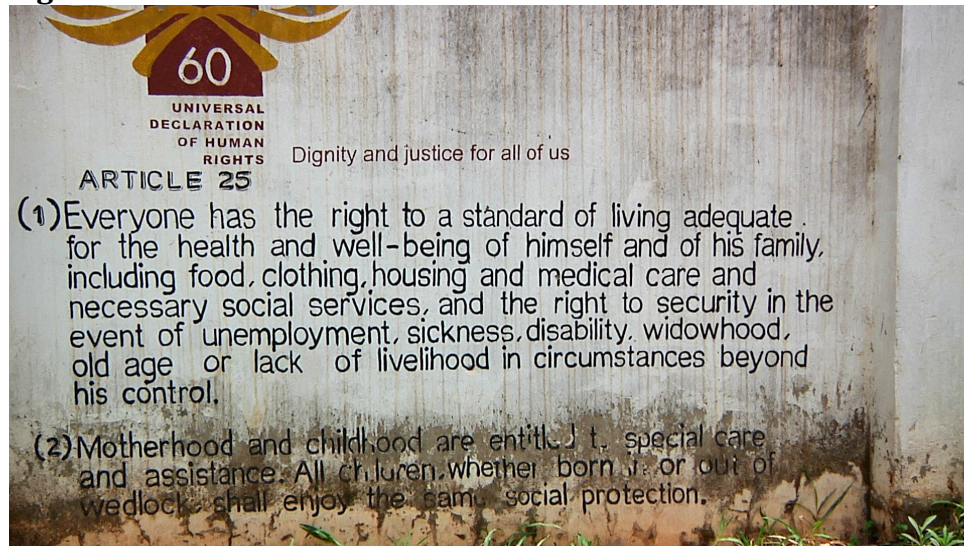 60
UNIVERSAL
DECLARATION
OF HUMAN
RIGHTS
Dignity and justice for all of us
ARTICLE 25
(1) Everyone has the right to a standard of living adequate
for the health and well-being of himself and of his family,
including food, clothing, housing and medical care and
necessary social services, and the right to security in the
event of unemployment, sickness, disability, widowhood,
old age or lack of livelihood in circumstances beyond
his control.
(2) Motherhood and childhood are entitled t. special care
and assistance. All children, whether born or out of
wedlock, shall enjoy the same social protection.